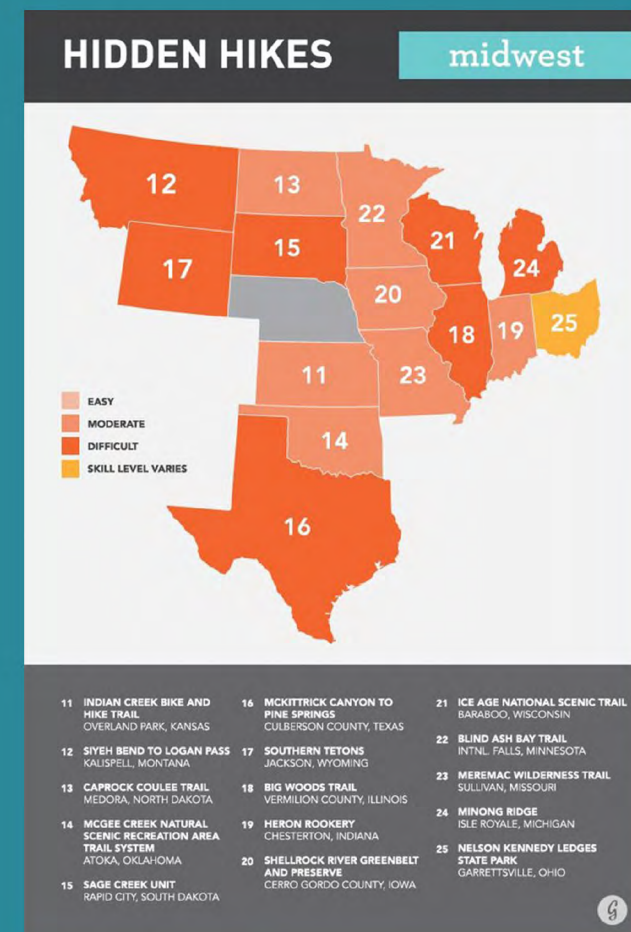 HIDDEN HIKES
midwest
12
13
22
15
17
21
24
20
25
18
19
11
23
14
16
EASY
MODERATE
DIFFICULT
SKILL LEVEL VARIES
11 INDIAN CREEK BIKE AND
HIKE TRAIL
OVERLAND PARK, KANSAS
12 SIYEH BEND TO LOGAN PASS
KALISPELL, MONTANA
13 CAPROCK COULEE TRAIL
MEDORA, NORTH DAKOTA
14 MCGEE CREEK NATURAL
SCENIC RECREATION AREA
TRAIL SYSTEM
ATOKA, OKLAHOMA
15 SAGE CREEK UNIT
RAPID CITY, SOUTH DAKOTA
16 MCKITTRICK CANYON TO
PINE SPRINGS
CULBERSON COUNTY, TEXAS
17 SOUTHERN TETONS
JACKSON, WYOMING
18 BIG WOODS TRAIL
VERMILION COUNTY, ILLINOIS
19 HERON ROOKERY
CHESTERTON, INDIANA
20 SHELLROCK RIVER GREENBELT
AND PRESERVE
CERRO GORDO COUNTY, IOWA
21 ICE AGE NATIONAL SCENIC TRAIL
BARABOO, WISCONSIN
22 BLIND ASH BAY TRAIL
INTNL. FALLS, MINNESOTA
23 MEREMAC WILDERNESS TRAIL
SULLIVAN, MISSOURI
24 MINONG RIDGE
ISLE ROYALE, MICHIGAN
25 NELSON KENNEDY LEDGES
STATE PARK
GARRETTSVILLE, OHIO
G